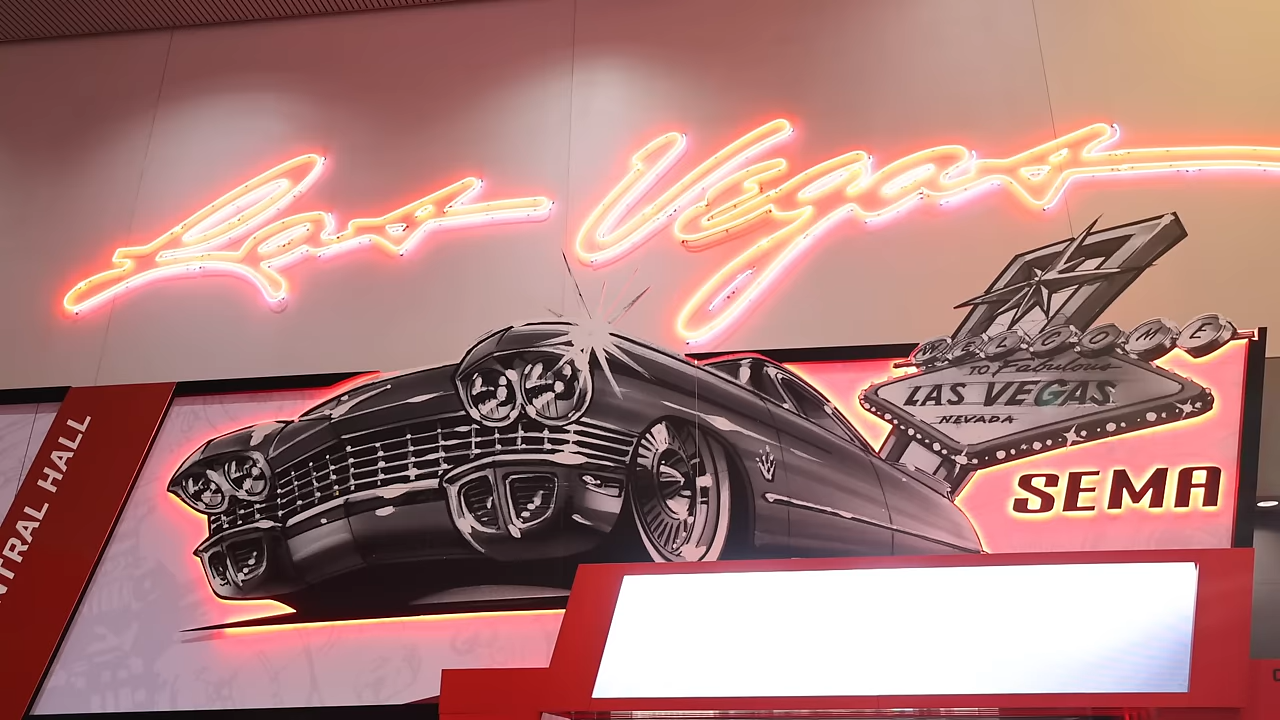 Las Vegas
WELCOME
TO Fabulous
LAS VEGAS
NEVADA
SEMA
NTRAL HALL